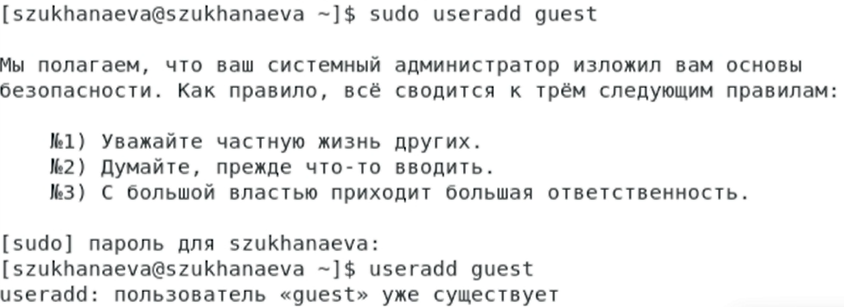 [szukhanaeva@szukhanaeva ~]$ sudo useradd guest
Мы полагаем, что ваш системный администратор изложил вам основы
безопасности. Как правило, всё сводится к трём следующим правилам:
№1) Уважайте частную жизнь других.
№2) Думайте, прежде что-то вводить.
№3) С большой властью приходит большая ответственность.
[sudo] пароль для szukhanaeva:
[szukhanaeva@szukhanaeva ~]$ useradd guest
useradd: пользователь «guest» уже существует